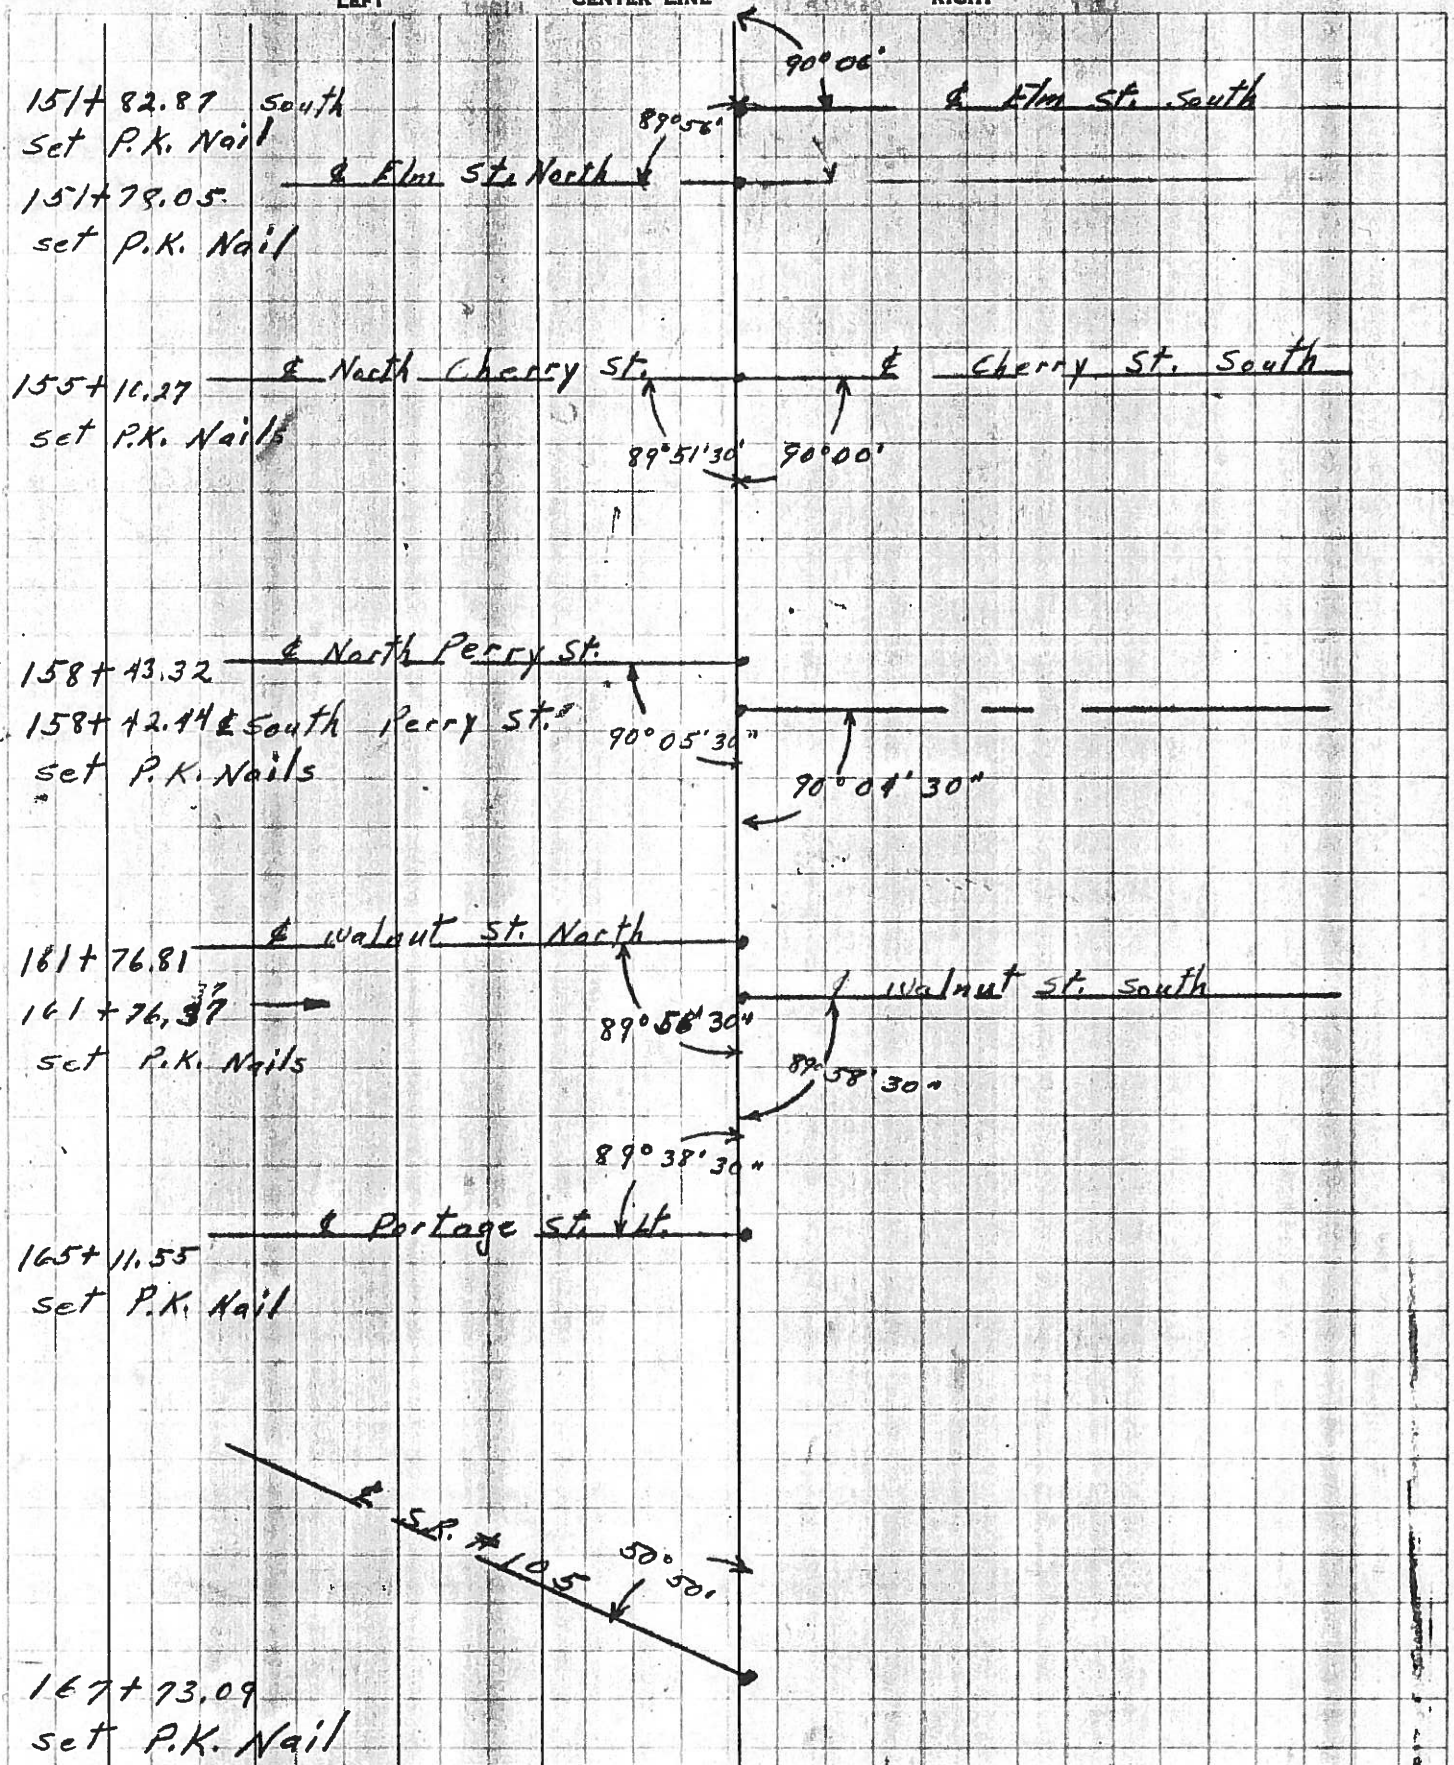 LEFT CENTER LINE RIGHT
90°06'
151+82.87 South ℄ Elm St. South
89°56'
set P.K. Nail
℄ Elm St. North
151+78.05
set P.K. Nail
℄ North Cherry St. ℄ Cherry St. South
155+10.27
set P.K. Nails
89°51'30" 90°00'
℄ North Perry St.
158+43.32
158+42.44 ℄ South Perry St.
90°05'30"
set P.K. Nails
90°04'30"
℄ Walnut St. North
161+76.81
℄ Walnut St. South
37
161+76.37
89°56'30"
set P.K. Nails
89°58'30"
89°38'30"
℄ Portage St. Lt.
165+11.55
set P.K. Nail
℄ S.R. #105
50°50'
167+73.09
set P.K. Nail